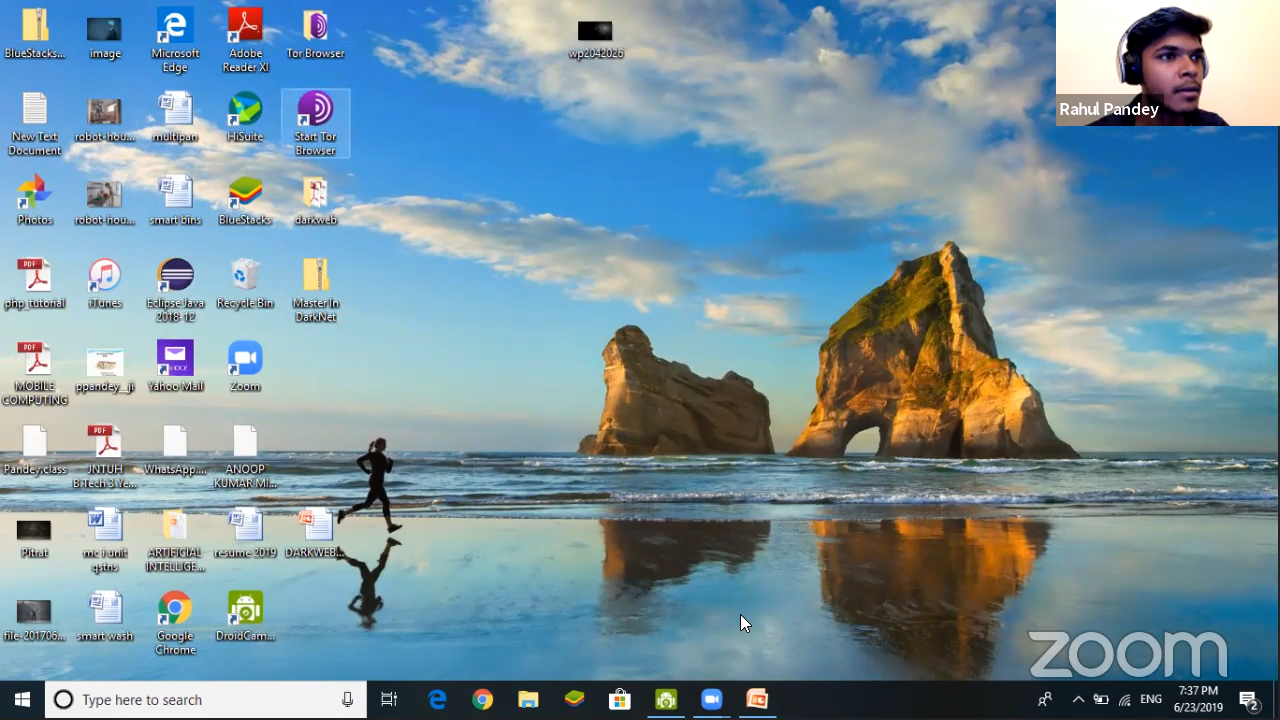 BlueStacks...
image
Microsoft
Edge
Adobe
Reader XI
Tor Browser
wp2042026
Rahul Pandey
New Text
Document
robot-hou...
multipan
HiSuite
Start Tor
Browser
Photos
robot-hou...
smart bins
BlueStacks
darkweb
PDF
php_tutorial
iTunes
Eclipse Java
2018-12
Recycle Bin
Master In
DarkNet
PDF
MOBILE
COMPUTING
ppandey_ji
Yahoo Mail
Zoom
Pandey.class
PDF
JNTUH
B.Tech 3 Ye...
WhatsApp....
ANOOP
KUMAR MI...
Pitrat
mc i unit
qstns
ARTIFICIAL
INTELLIGE...
resume 2019
DARKWEB...
file-201706...
smart wash
Google
Chrome
DroidCam...
zoom
Type here to search
ENG
7:37 PM
6/23/2019
2